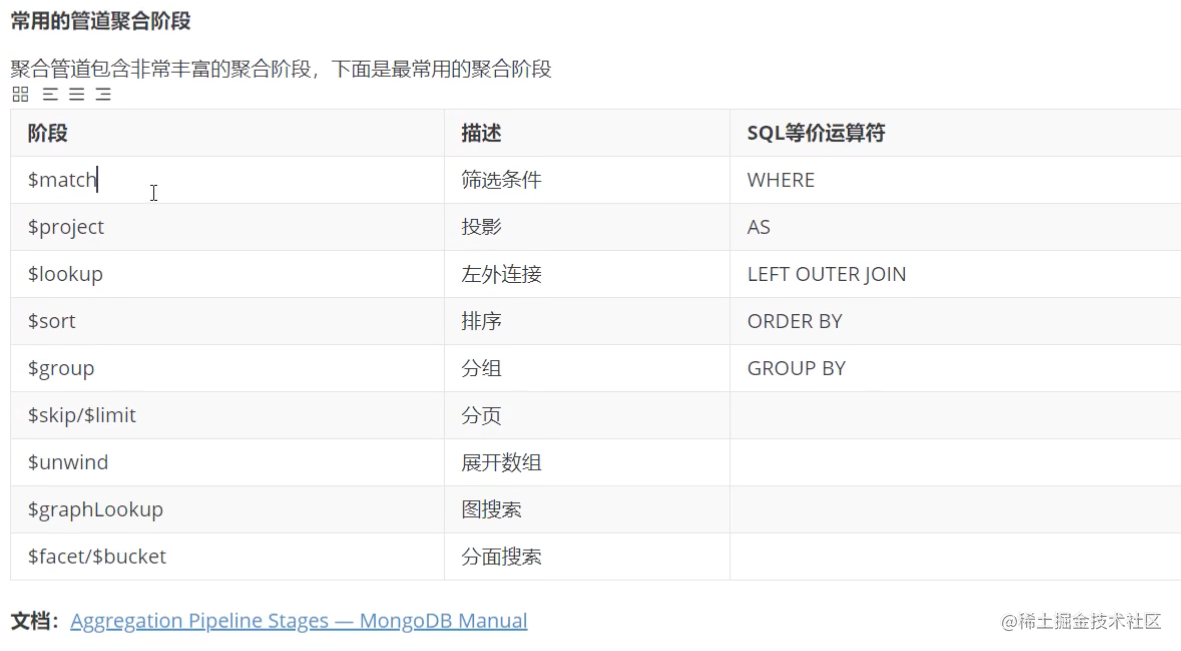 常用的管道聚合阶段
聚合管道包含非常丰富的聚合阶段，下面是最常用的聚合阶段
阶段 描述 SQL等价运算符
$match 筛选条件 WHERE
$project 投影 AS
$lookup 左外连接 LEFT OUTER JOIN
$sort 排序 ORDER BY
$group 分组 GROUP BY
$skip/$limit 分页
$unwind 展开数组
$graphLookup 图搜索
$facet/$bucket 分面搜索
文档：Aggregation Pipeline Stages — MongoDB Manual
@稀土掘金技术社区